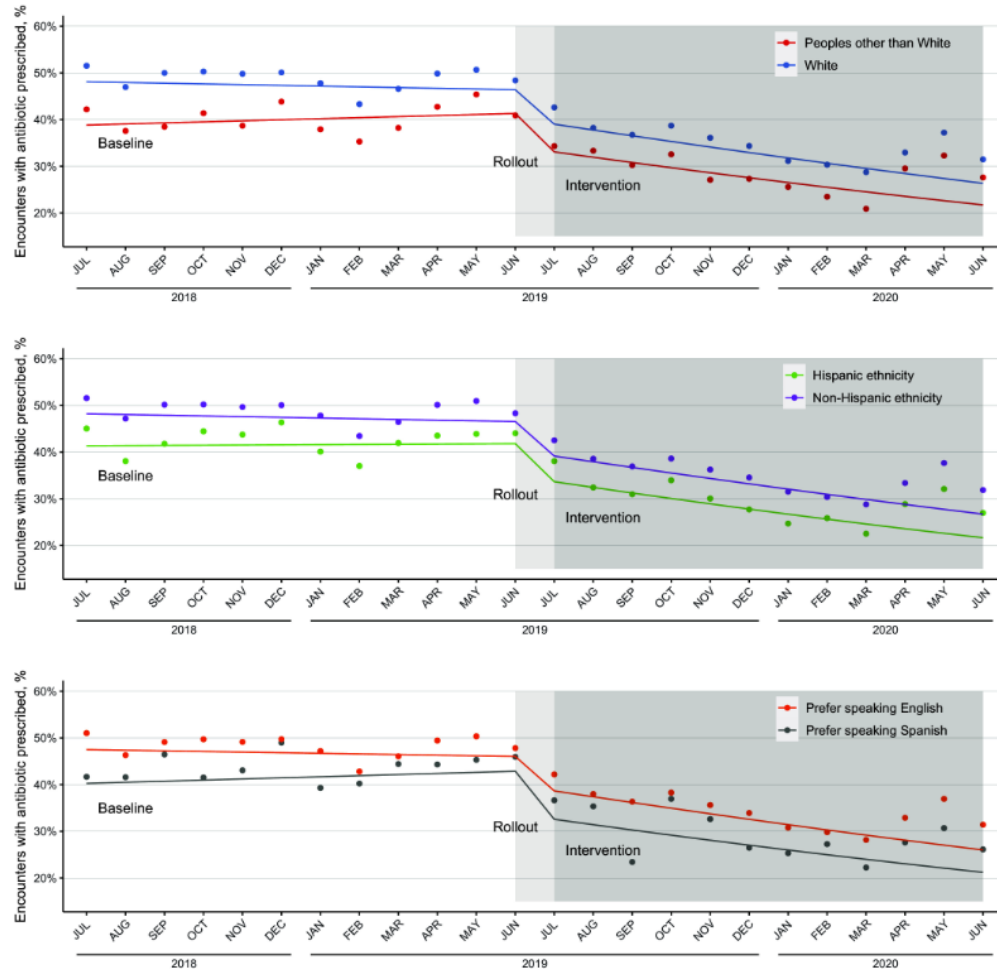 Encounters with antibiotic prescribed, %
60%
50%
40%
30%
20%
Peoples other than White
White
Baseline
Rollout
Intervention
JUL AUG SEP OCT NOV DEC JAN FEB MAR APR MAY JUN JUL AUG SEP OCT NOV DEC JAN FEB MAR APR MAY JUN
2018 2019 2020
Encounters with antibiotic prescribed, %
60%
50%
40%
30%
20%
Hispanic ethnicity
Non-Hispanic ethnicity
Baseline
Rollout
Intervention
JUL AUG SEP OCT NOV DEC JAN FEB MAR APR MAY JUN JUL AUG SEP OCT NOV DEC JAN FEB MAR APR MAY JUN
2018 2019 2020
Encounters with antibiotic prescribed, %
60%
50%
40%
30%
20%
Prefer speaking English
Prefer speaking Spanish
Baseline
Rollout
Intervention
JUL AUG SEP OCT NOV DEC JAN FEB MAR APR MAY JUN JUL AUG SEP OCT NOV DEC JAN FEB MAR APR MAY JUN
2018 2019 2020